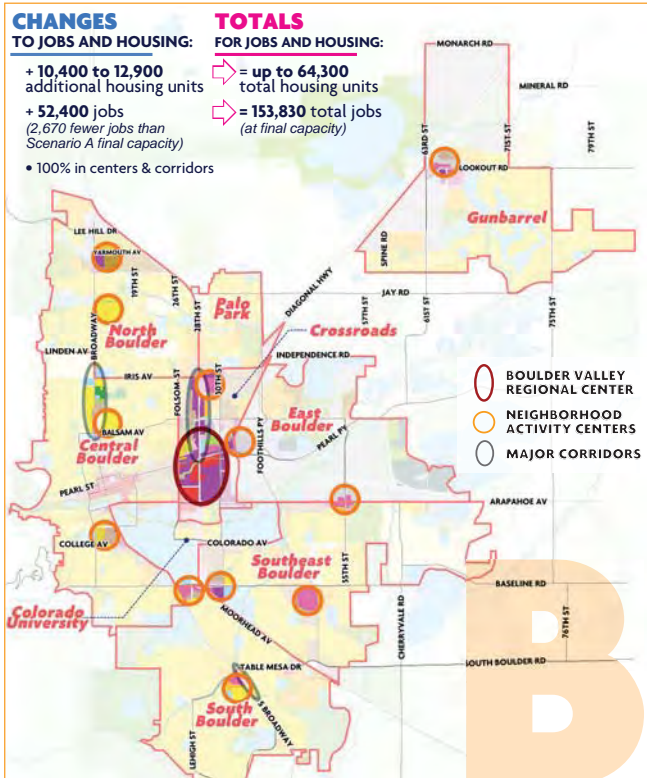 CHANGES
TO JOBS AND HOUSING:
+ 10,400 to 12,900
additional housing units
+ 52,400 jobs
(2,670 fewer jobs than
Scenario A final capacity)
• 100% in centers & corridors
TOTALS
FOR JOBS AND HOUSING:
= up to 64,300
total housing units
= 153,830 total jobs
(at final capacity)
MONARCH RD
MINERAL RD
63RD ST
71ST ST
79TH ST
LOOKOUT RD
Gunbarrel
SPINE RD
LEE HILL DR
YARMOUTH AV
19TH ST
26TH ST
28TH ST
DIAGONAL HWY
JAY RD
57TH ST
61ST ST
75TH ST
Palo
Park
BROADWAY
North
Boulder
Crossroads
LINDEN AV
INDEPENDENCE RD
IRIS AV
FOLSOM ST
30TH ST
BOULDER VALLEY
REGIONAL CENTER
NEIGHBORHOOD
ACTIVITY CENTERS
MAJOR CORRIDORS
East
Boulder
BALSAM AV
Central
Boulder
FOOTHILLS PY
PEARL PY
PEARL ST
ARAPAHOE AV
COLLEGE AV
COLORADO AV
Southeast
Boulder
55TH ST
BASELINE RD
Colorado
University
MOORHEAD AV
CHERRYVALE RD
76TH ST
SOUTH BOULDER RD
TABLE MESA DR
South
Boulder
S BROADWAY
LEHIGH ST
B